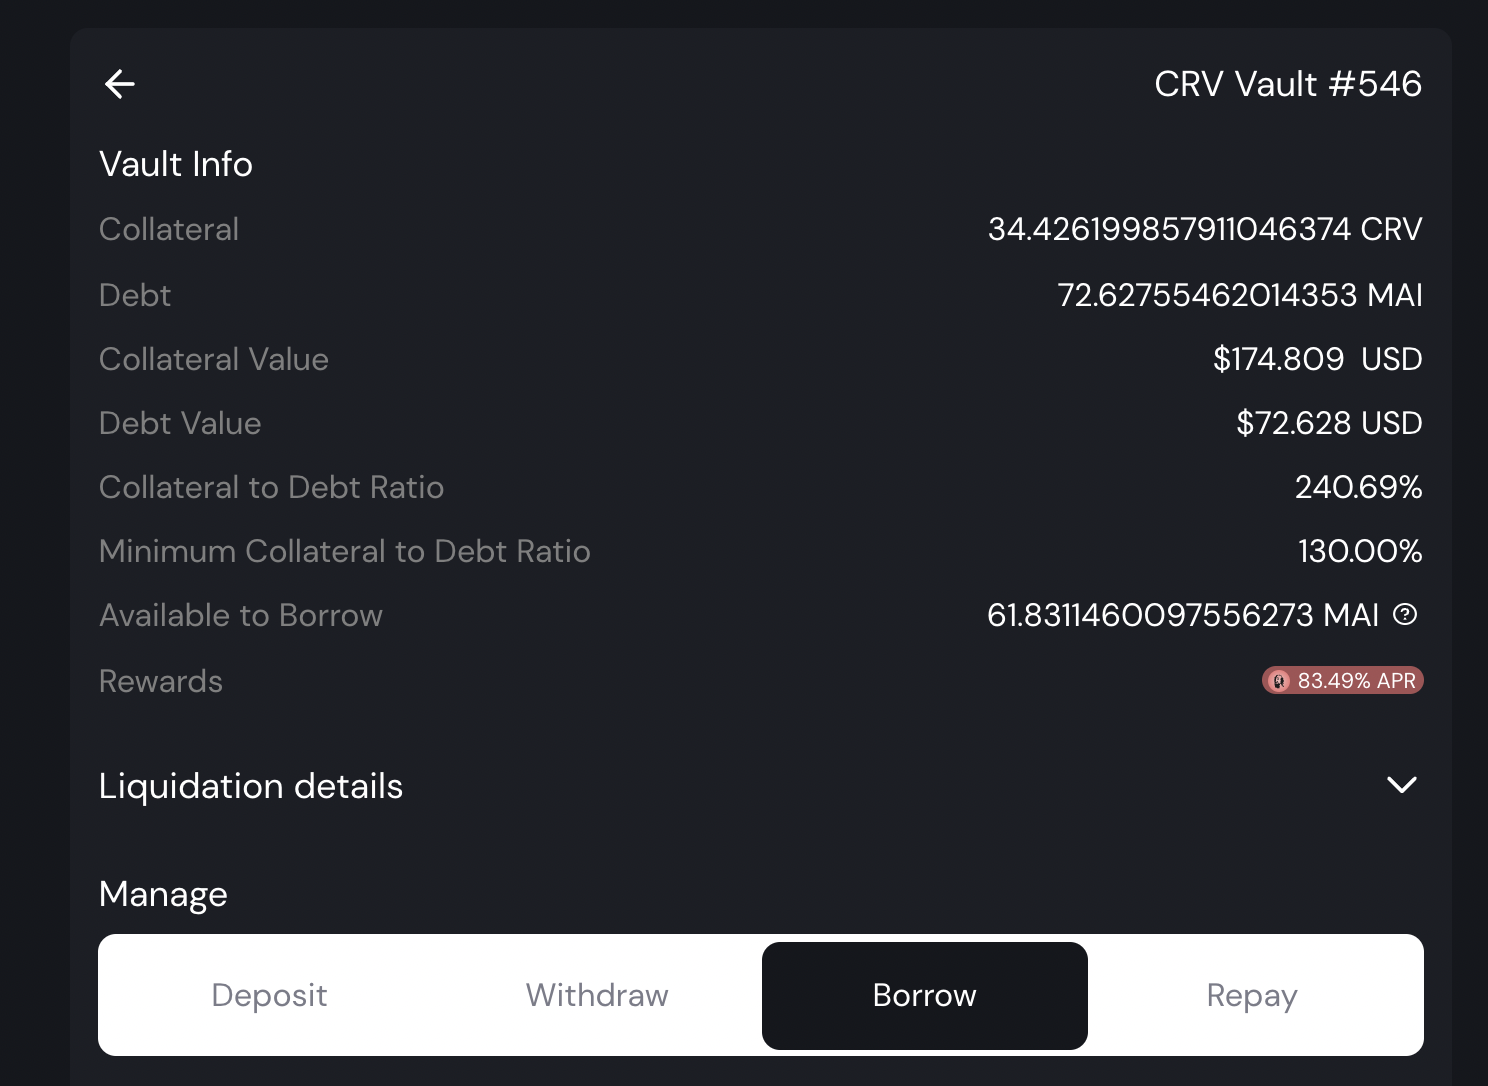 CRV Vault #546
Vault Info
Collateral 34.426199857911046374 CRV
Debt 72.62755462014353 MAI
Collateral Value $174.809 USD
Debt Value $72.628 USD
Collateral to Debt Ratio 240.69%
Minimum Collateral to Debt Ratio 130.00%
Available to Borrow 61.8311460097556273 MAI ?
Rewards 83.49% APR
Liquidation details
Manage
Deposit Withdraw Borrow Repay